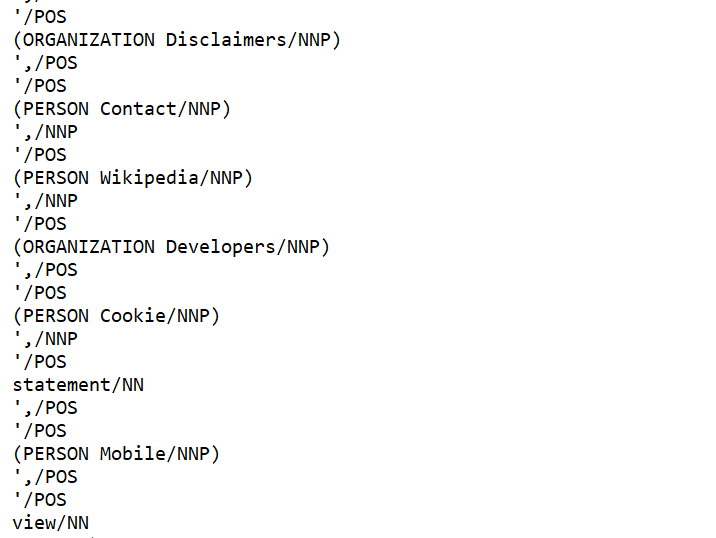 '/POS
(ORGANIZATION Disclaimers/NNP)
',/POS
'/POS
(PERSON Contact/NNP)
',/NNP
'/POS
(PERSON Wikipedia/NNP)
',/NNP
'/POS
(ORGANIZATION Developers/NNP)
',/POS
'/POS
(PERSON Cookie/NNP)
',/NNP
'/POS
statement/NN
',/POS
'/POS
(PERSON Mobile/NNP)
',/POS
'/POS
view/NN